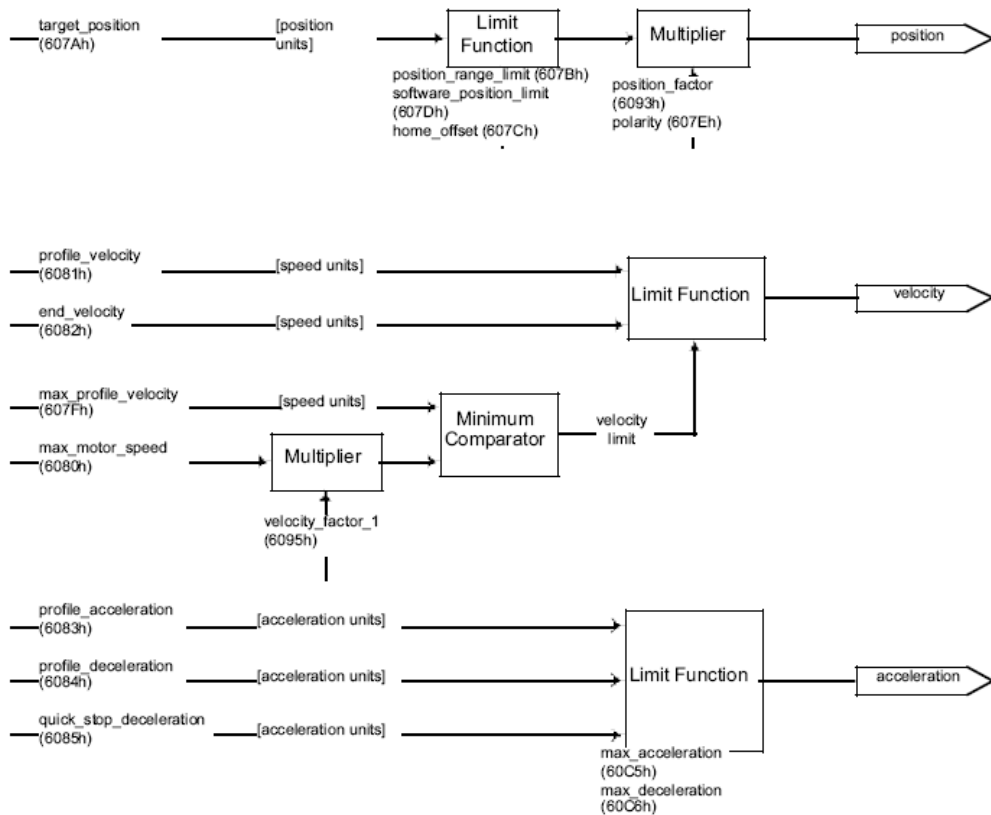 target_position
(607Ah)
[position
units]
Limit
Function
Multiplier
position
position_range_limit (607Bh)
software_position_limit
(607Dh)
home_offset (607Ch)
position_factor
(6093h)
polarity (607Eh)
profile_velocity
(6081h)
[speed units]
end_velocity
(6082h)
[speed units]
Limit Function
velocity
max_profile_velocity
(607Fh)
[speed units]
max_motor_speed
(6080h)
Multiplier
Minimum
Comparator
velocity
limit
velocity_factor_1
(6095h)
profile_acceleration
(6083h)
[acceleration units]
profile_deceleration
(6084h)
[acceleration units]
quick_stop_deceleration
(6085h)
[acceleration units]
Limit Function
acceleration
max_acceleration
(60C5h)
max_deceleration
(60C6h)